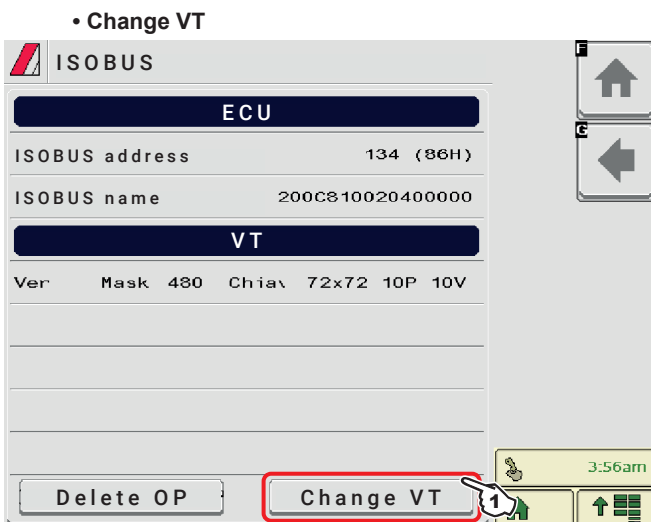 • Change VT
ISOBUS
F
ECU
ISOBUS address 134 (86H)
G
ISOBUS name 200C810020400000
VT
Ver Mask 480 Chiav 72x72 10P 10V
3:56am
Delete OP Change VT 1